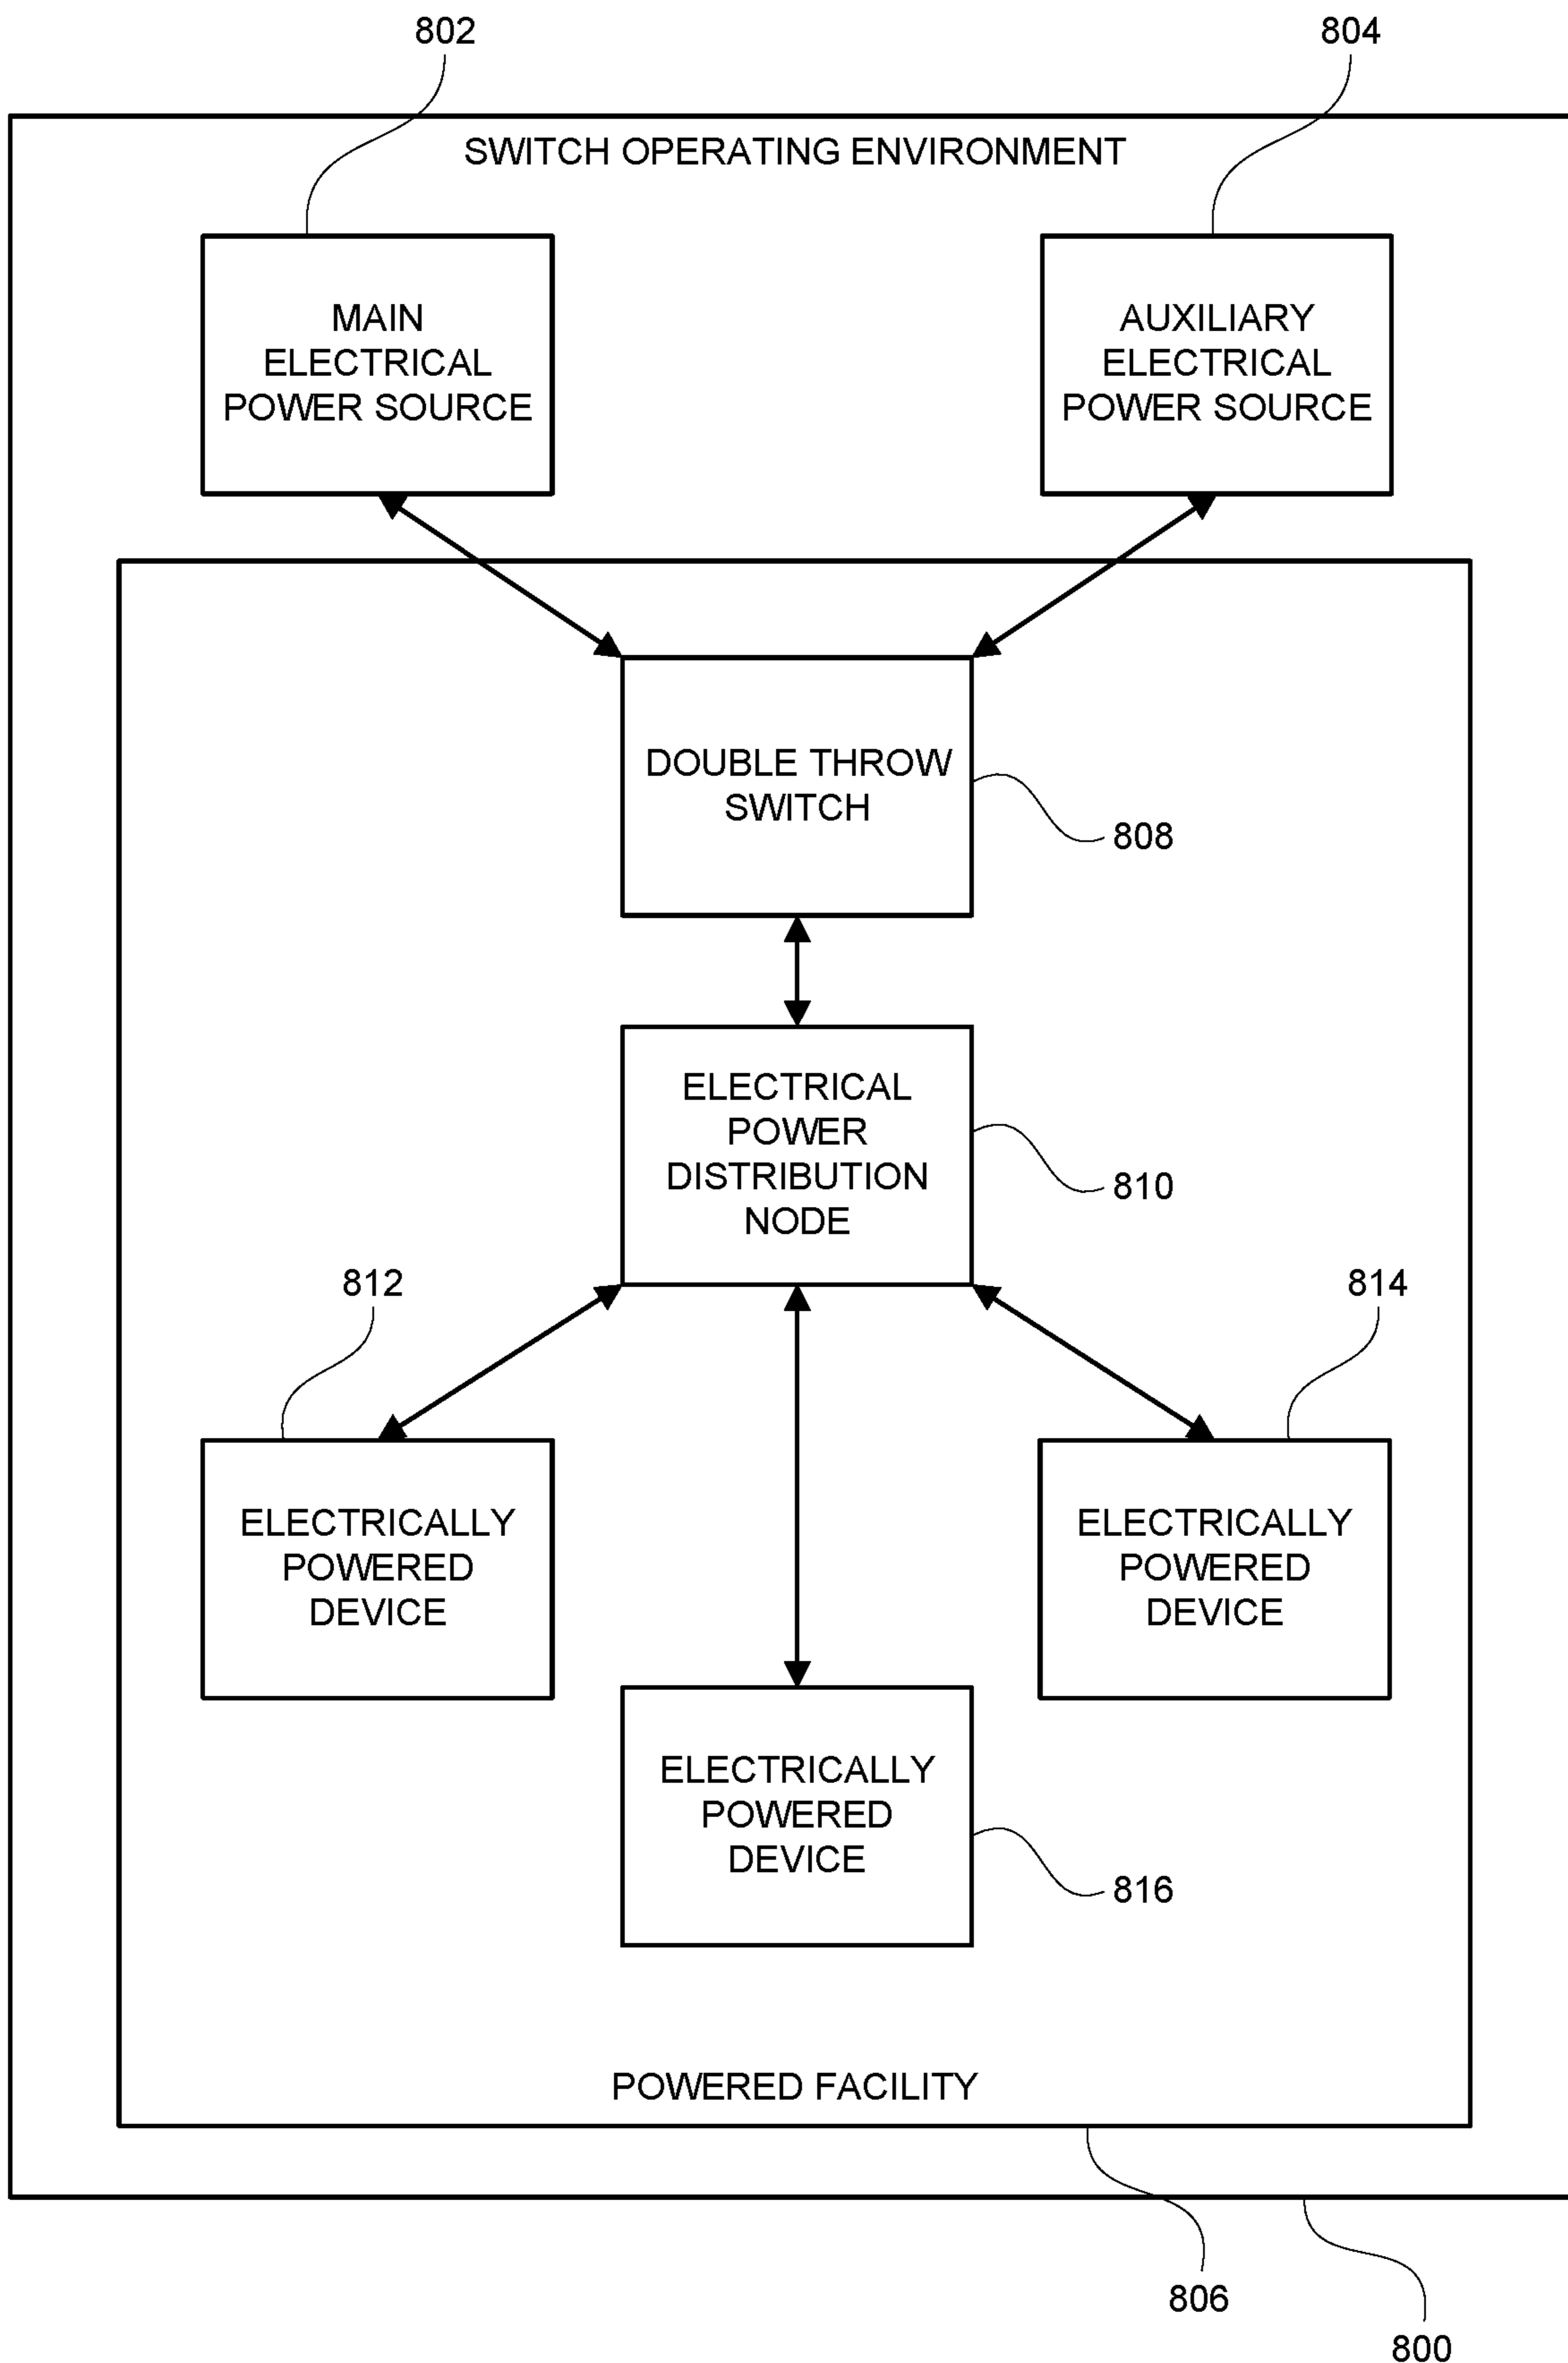 802
804
SWITCH OPERATING ENVIRONMENT
MAIN
ELECTRICAL
POWER SOURCE
AUXILIARY
ELECTRICAL
POWER SOURCE
DOUBLE THROW
SWITCH
808
ELECTRICAL
POWER
DISTRIBUTION
NODE
810
812
814
ELECTRICALLY
POWERED
DEVICE
ELECTRICALLY
POWERED
DEVICE
ELECTRICALLY
POWERED
DEVICE
816
POWERED FACILITY
806
800